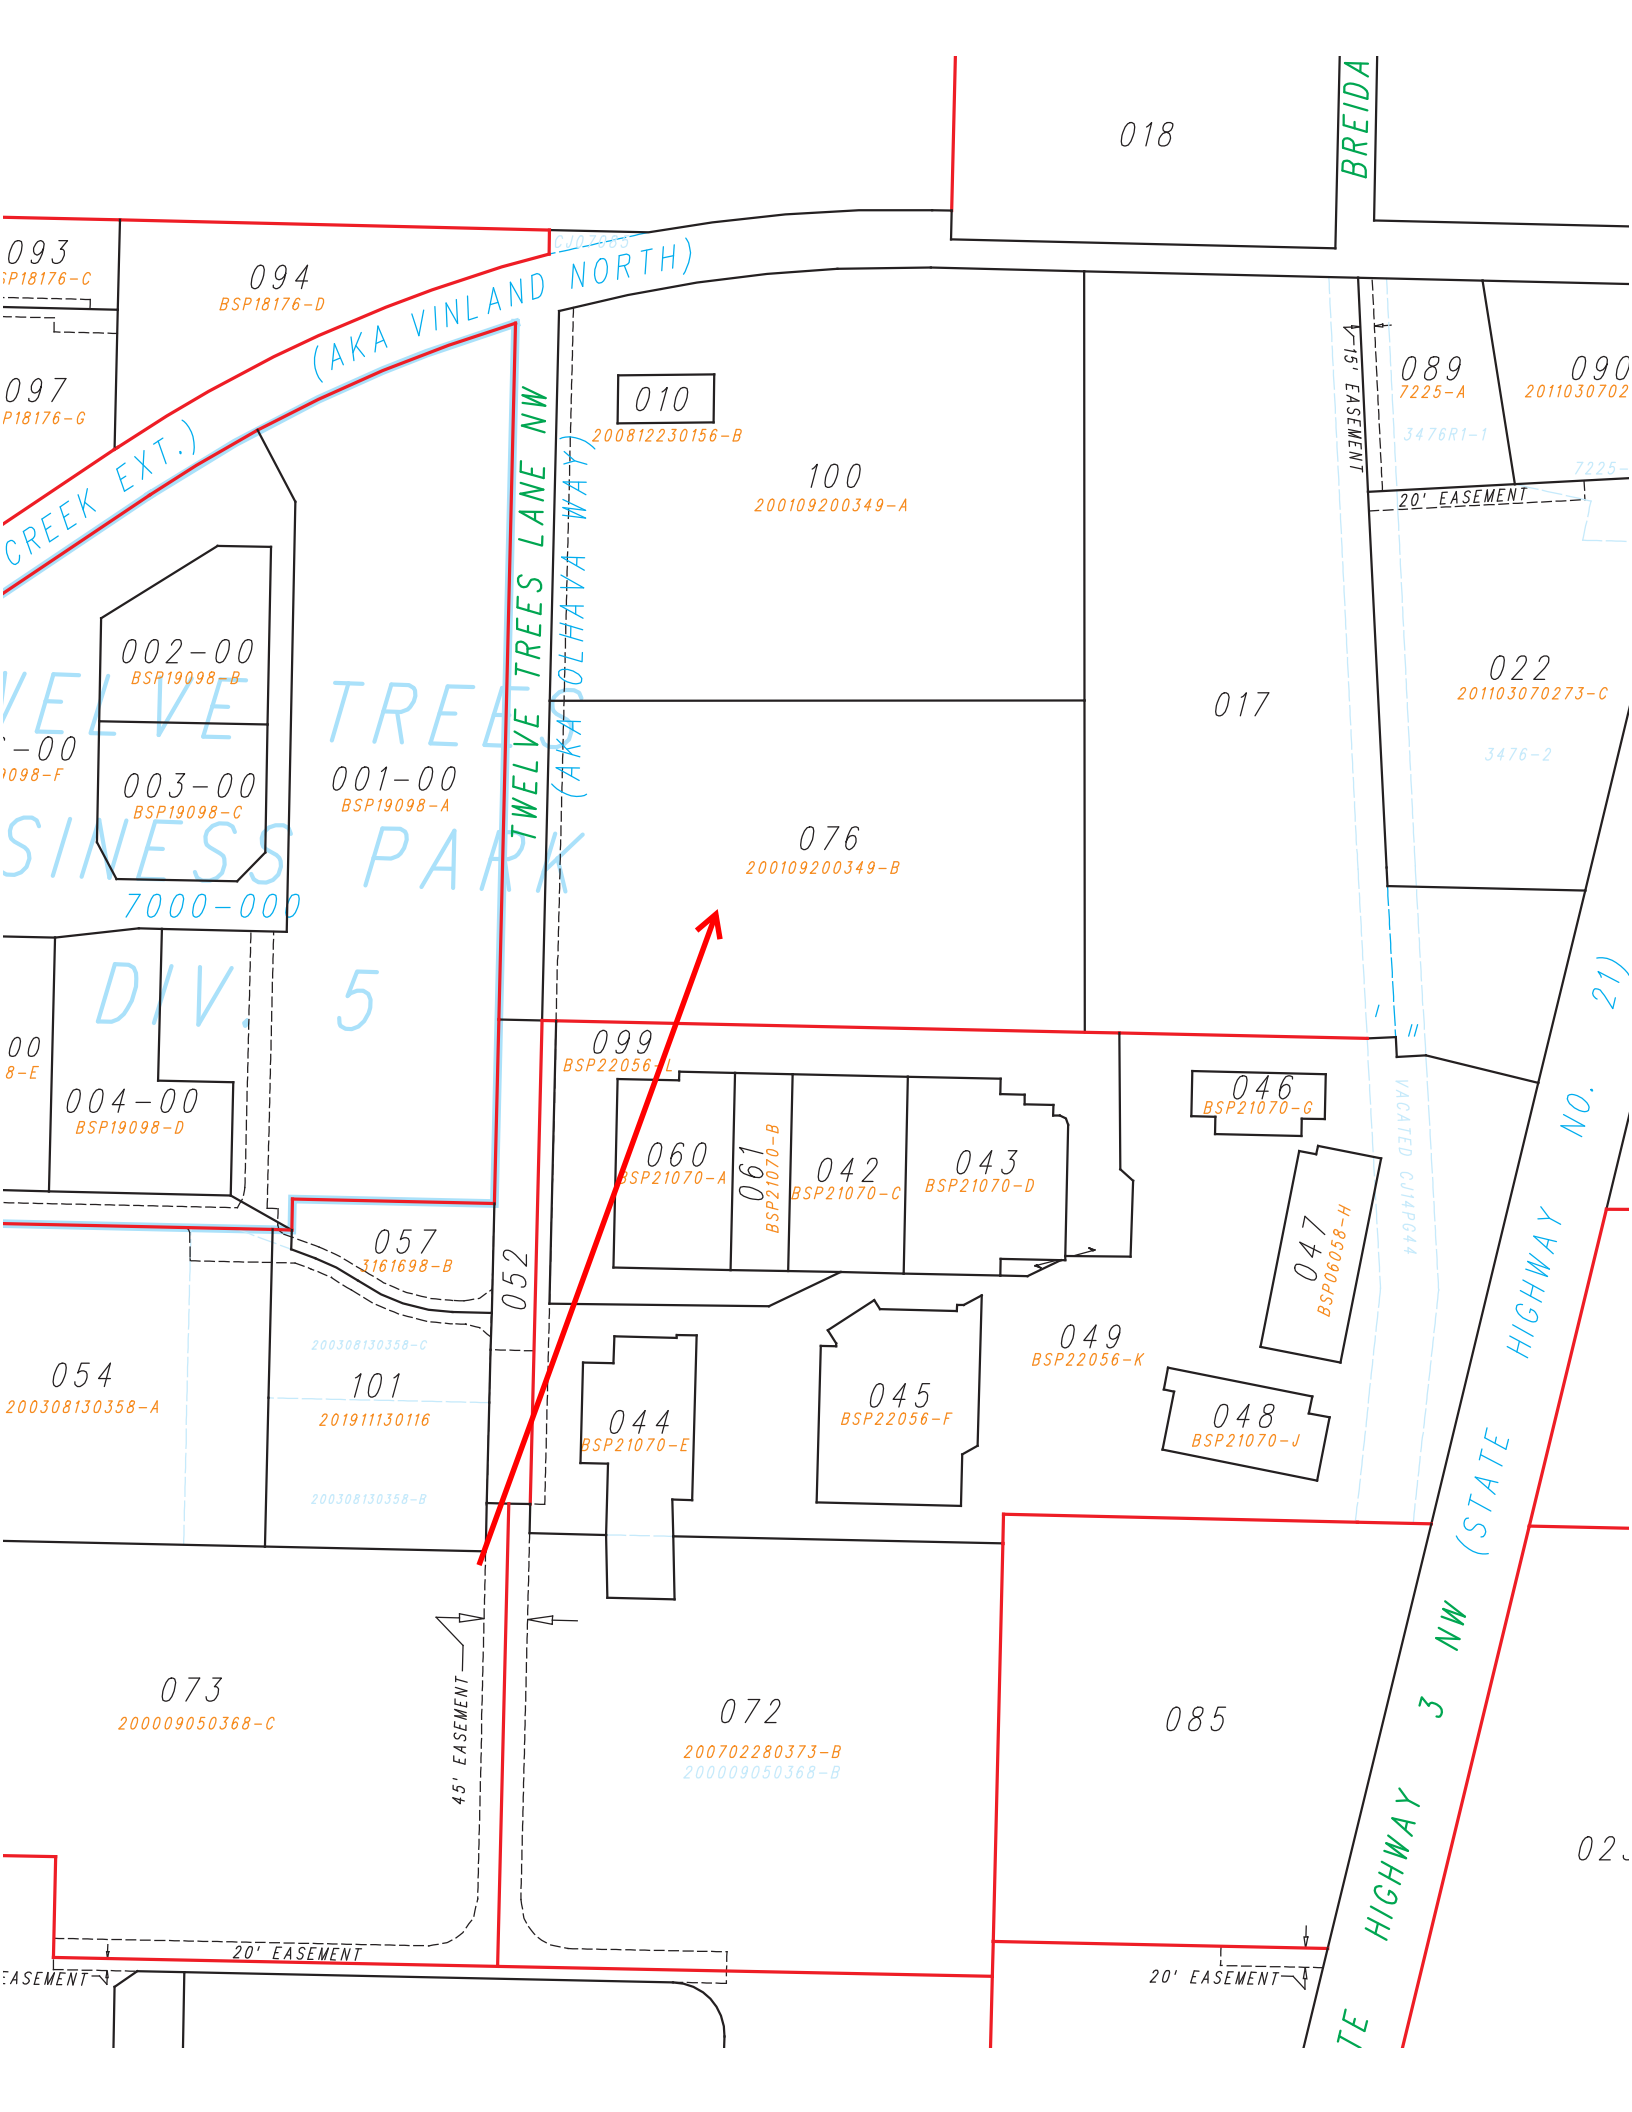 018
BREIDA
093
SP18176-C
094
BSP18176-D
CJ07085
(AKA VINLAND NORTH)
CREEK EXT.)
097
P18176-G
010
200812230156-B
100
200109200349-A
15' EASEMENT
089
7225-A
3476R1-1
090
2011030702
7225-
20' EASEMENT
TWELVE TREES LANE NW
(AKA OLHAVA WAY)
002-00
BSP19098-B
WELVE TREES
-00
9098-F
003-00
BSP19098-C
001-00
BSP19098-A
SINESS PARK
7000-000
DIV. 5
017
022
201103070273-C
3476-2
076
200109200349-B
00
8-E
004-00
BSP19098-D
099
BSP22056-L
060
BSP21070-A
061
BSP21070-B
042
BSP21070-C
043
BSP21070-D
046
BSP21070-G
047
BSP06058-H
VACATED CJ14PG44
057
3161698-B
052
049
BSP22056-K
054
200308130358-A
200308130358-C
101
201911130116
200308130358-B
044
BSP21070-E
045
BSP22056-F
048
BSP21070-J
(STATE HIGHWAY NO. 21)
STATE HIGHWAY 3 NW
073
200009050368-C
45' EASEMENT
072
200702280373-B
200009050368-B
085
023
20' EASEMENT
EASEMENT
20' EASEMENT